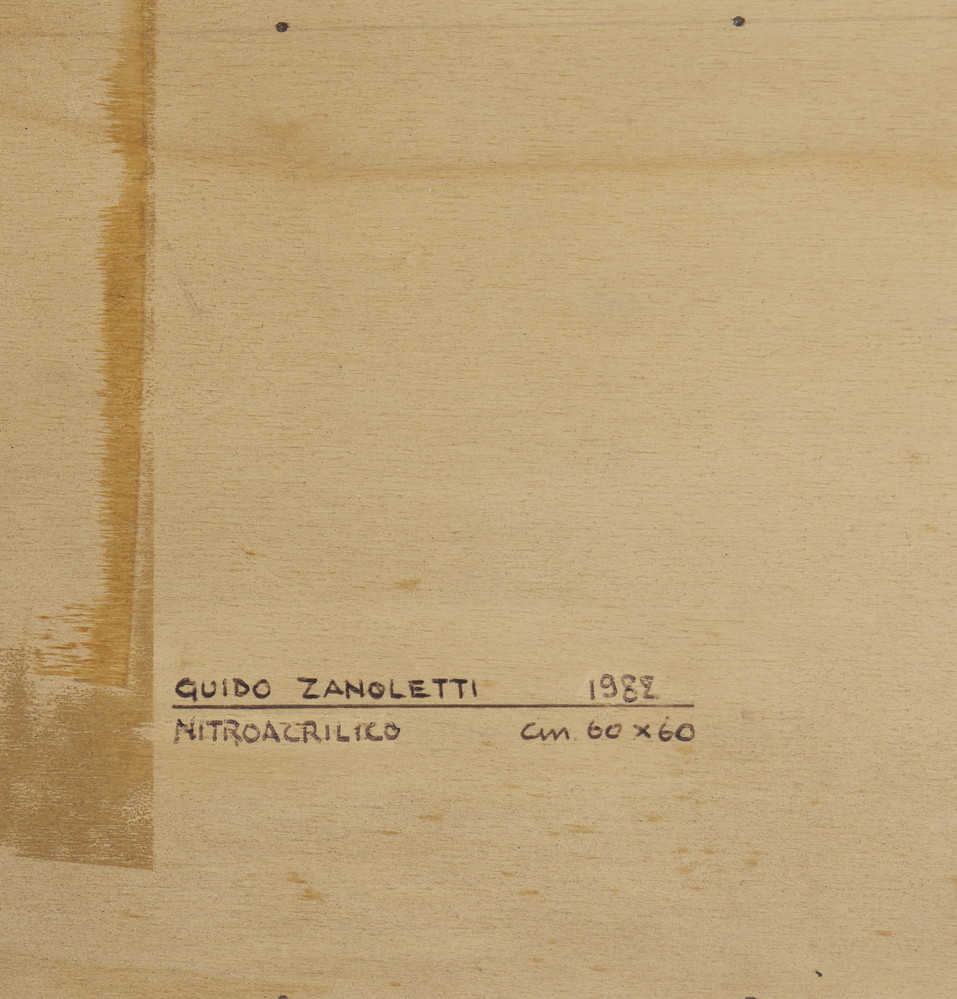 GUIDO ZANOLETTI 1982
NITROACRILICO cm. 60 x 60